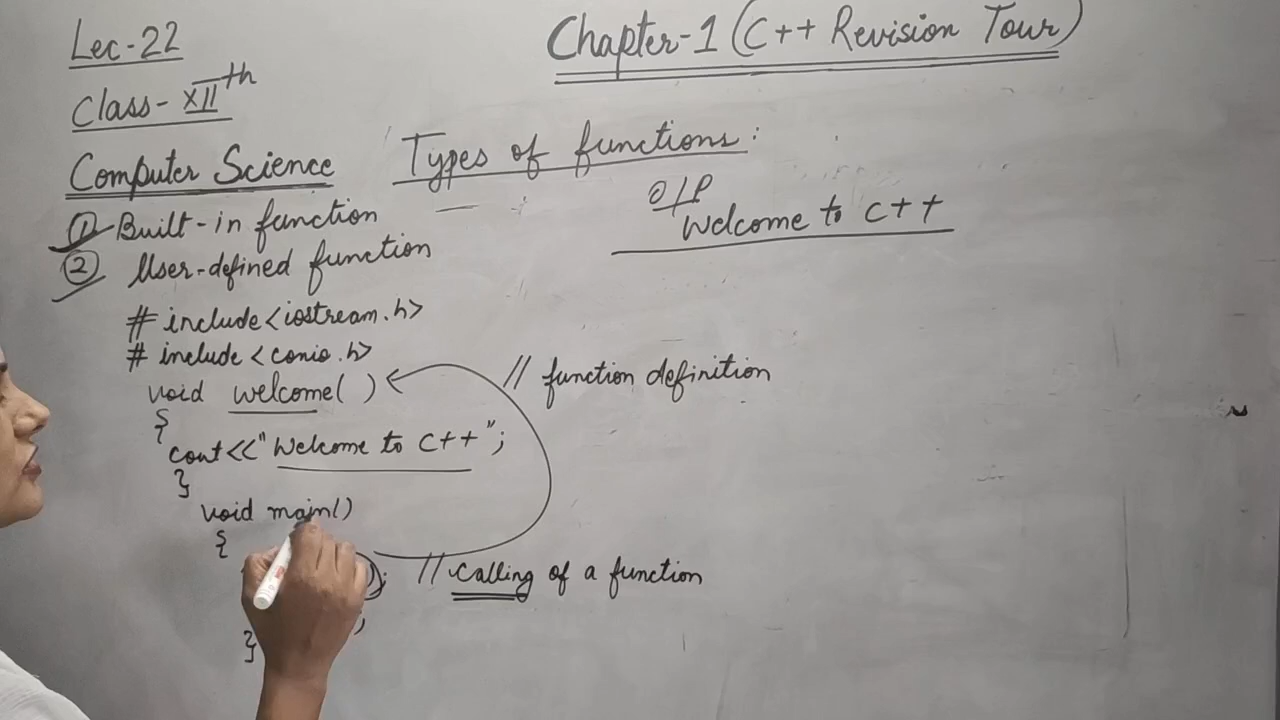 Lec-22
Chapter-1 (C++ Revision Tour)
Class- XIIth
Computer Science
Types of functions:
① Built-in function
② User-defined function
O/P
Welcome to C++
# include<iostream.h>
# include<conio.h>
void welcome( )
// function definition
{
cout<<"Welcome to C++";
}
void main()
{
); // calling of a function
;
}